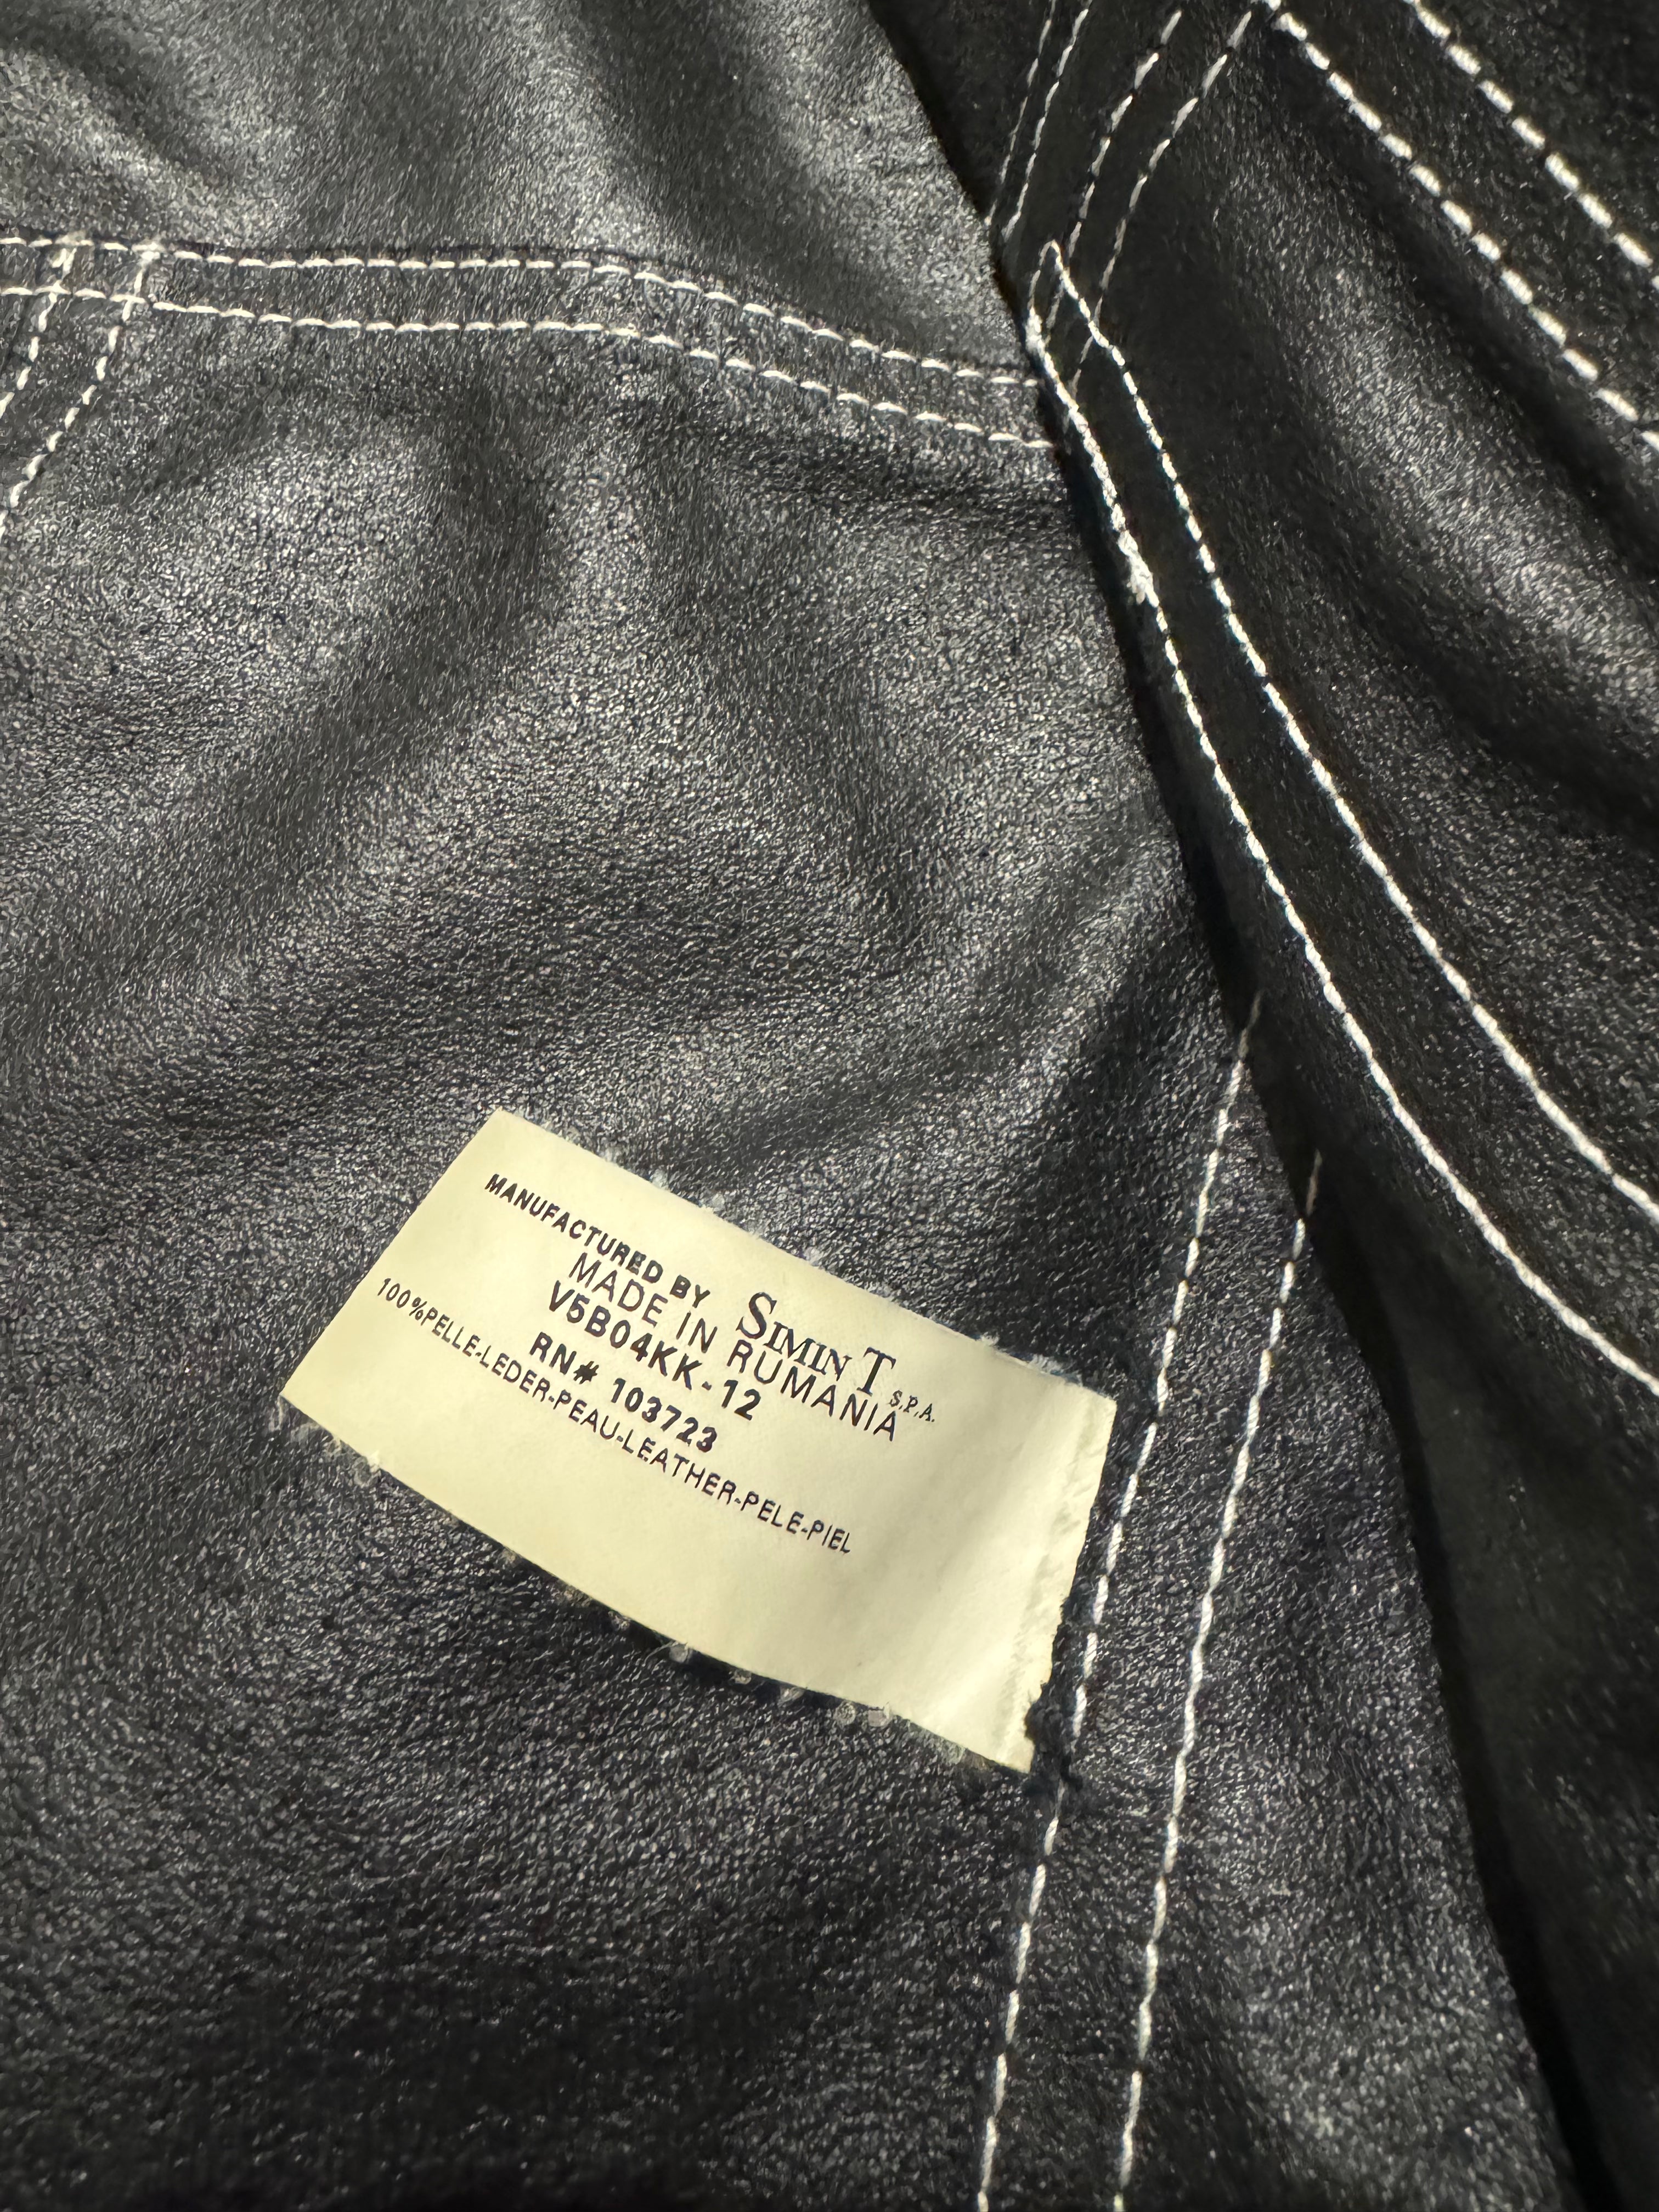 MANUFACTURED BY SIMINT S.P.A.
MADE IN RUMANIA
V5B04KK-12
RN# 103723
100%PELLE-LEDER-PEAU-LEATHER-PELE-PIEL